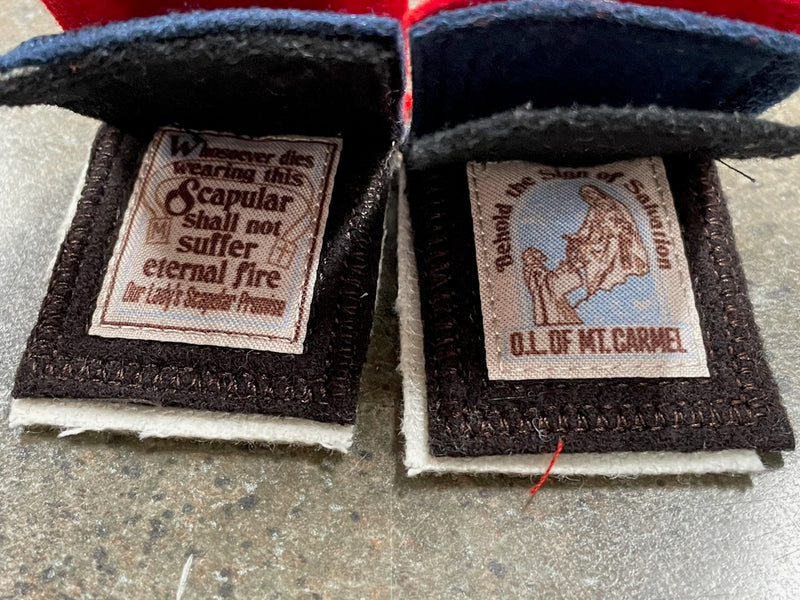 Whosoever dies
wearing this
Scapular
shall not
suffer
eternal fire
Our Lady's Scapular Promise
M
Behold the Sign of Salvation
O.L. OF MT. CARMEL